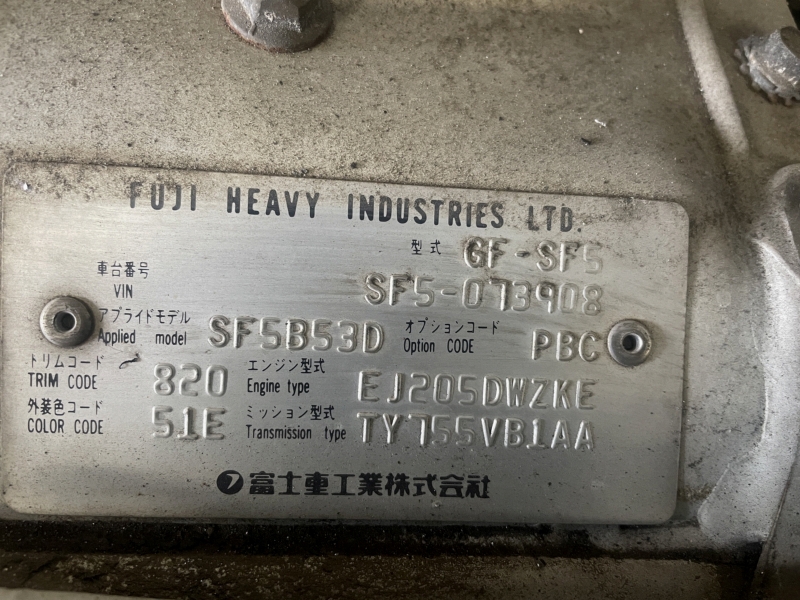 FUJI HEAVY INDUSTRIES LTD.
型式 GF-SF5
車台番号 VIN SF5-073908
アプライドモデル Applied model SF5B53D オプションコード Option CODE PBC
トリムコード TRIM CODE 820 エンジン型式 Engine type EJ205DWZKE
外装色コード COLOR CODE 51E ミッション型式 Transmission type TY755VB1AA
富士重工業株式会社